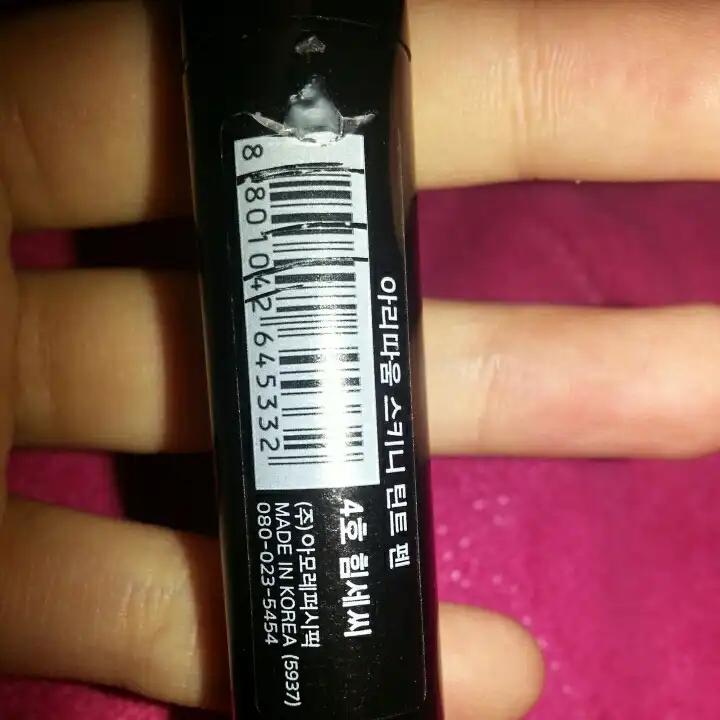 아리따움 스키니 틴트 펜
8 801042 645332
4호 힘세씨
(주)아모레퍼시픽
MADE IN KOREA (5937)
080-023-5454